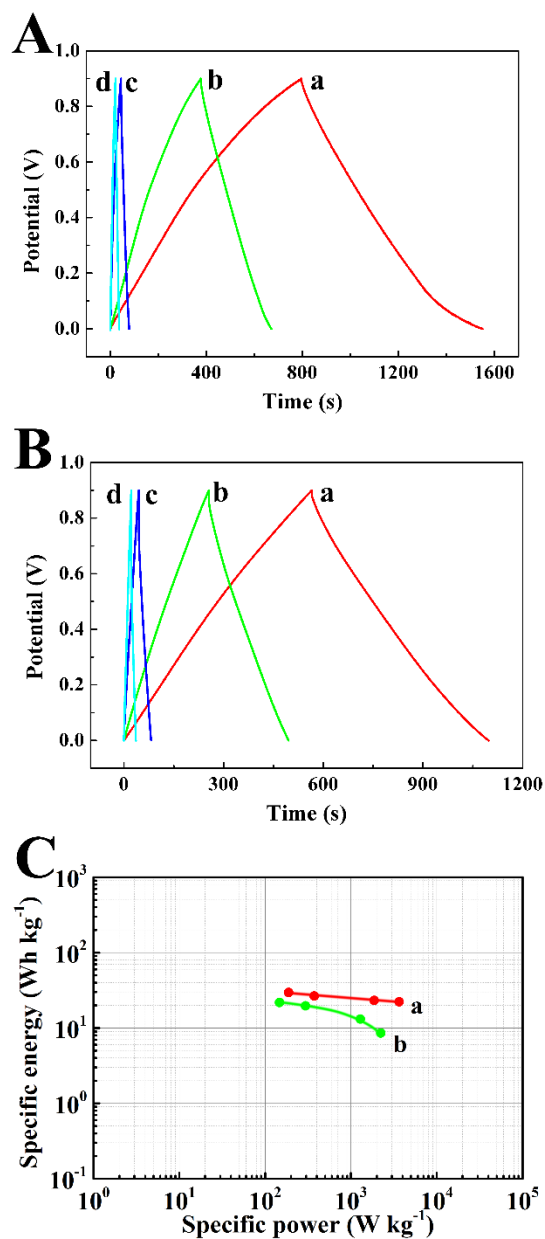 A
1.0
0.8
0.6
0.4
0.2
0.0
d c b a
Potential (V)
0 400 800 1200 1600
Time (s)
B
1.0
0.8
0.6
0.4
0.2
0.0
d c b a
Potential (V)
0 300 600 900 1200
Time (s)
C
10³
10²
10¹
10⁰
10⁻¹
a
b
Specific energy (Wh kg⁻¹)
10⁰ 10¹ 10² 10³ 10⁴ 10⁵
Specific power (W kg⁻¹)